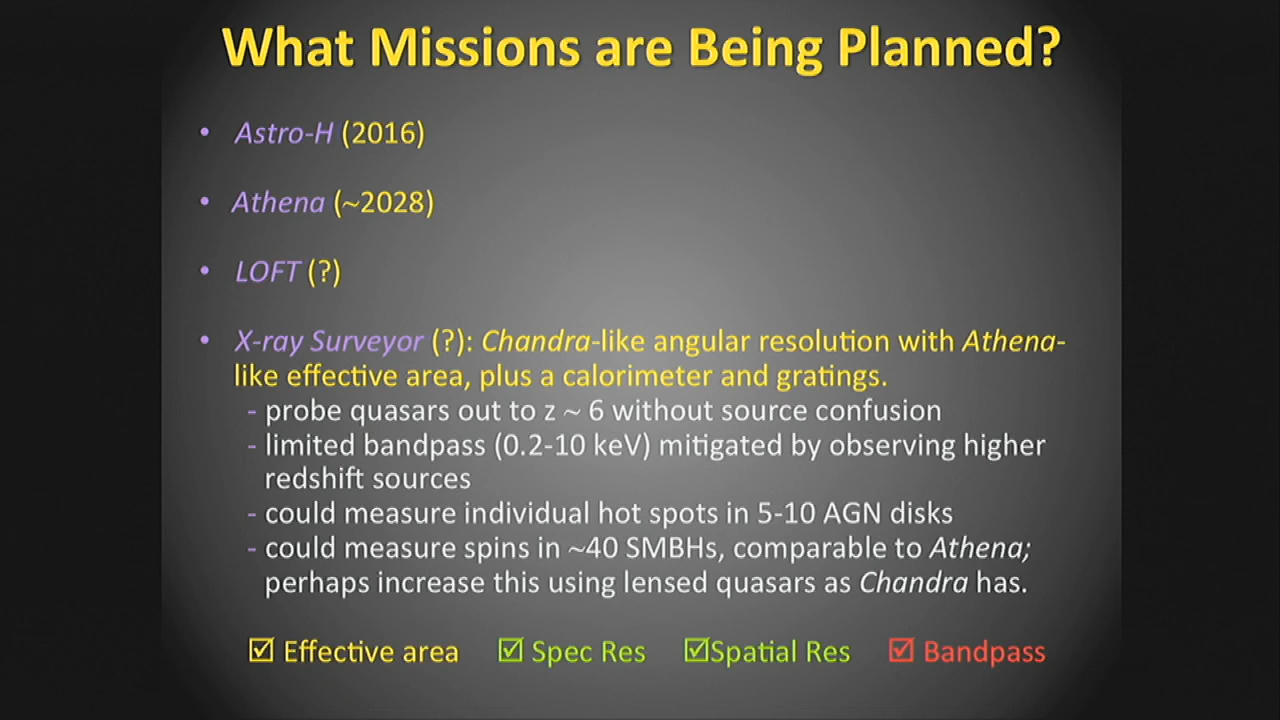 What Missions are Being Planned?
• Astro-H (2016)
• Athena (~2028)
• LOFT (?)
• X-ray Surveyor (?): Chandra-like angular resolution with Athena-
like effective area, plus a calorimeter and gratings.
- probe quasars out to z ~ 6 without source confusion
- limited bandpass (0.2-10 keV) mitigated by observing higher
redshift sources
- could measure individual hot spots in 5-10 AGN disks
- could measure spins in ~40 SMBHs, comparable to Athena;
perhaps increase this using lensed quasars as Chandra has.
☑ Effective area ☑ Spec Res ☑Spatial Res ☑ Bandpass